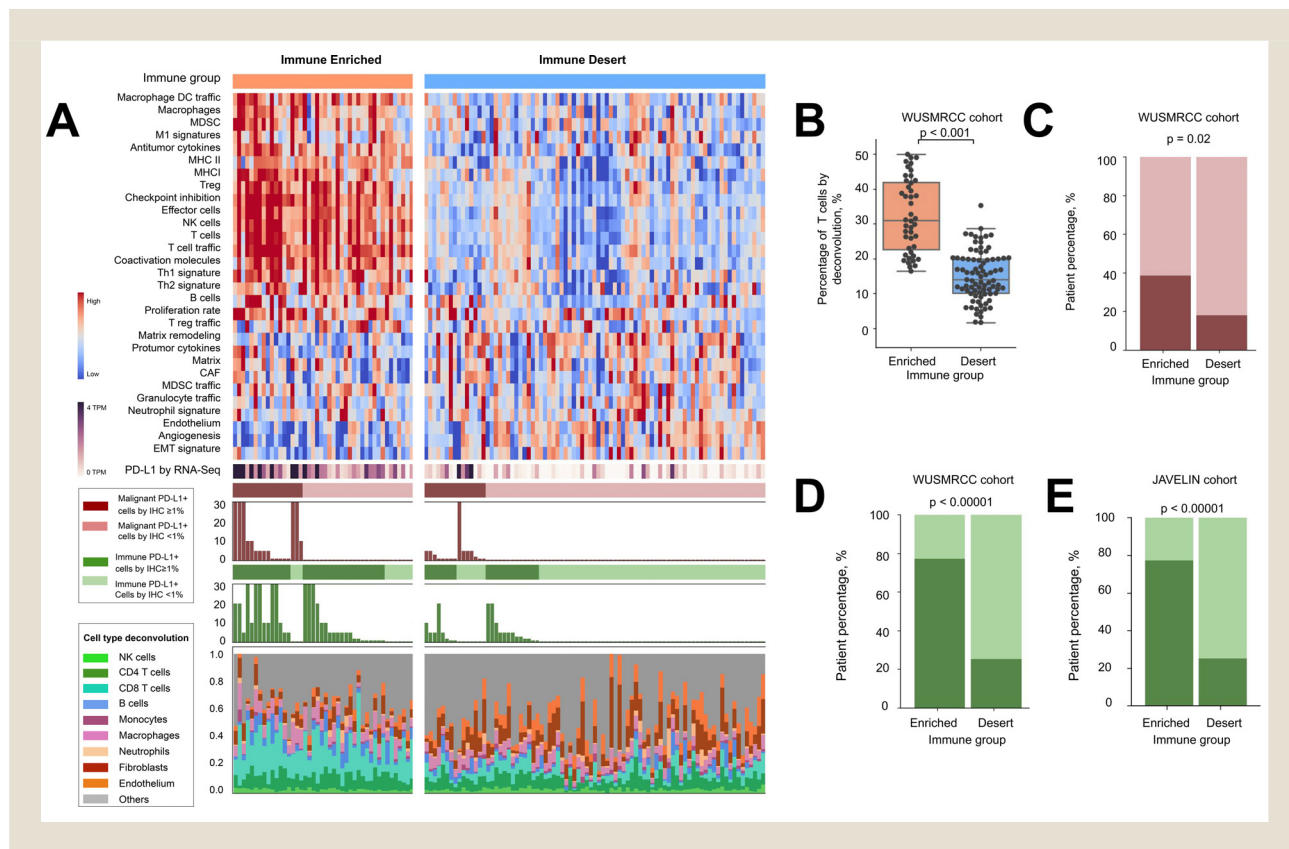 Immune Enriched
Immune Desert
A
Immune group
Macrophage DC traffic
Macrophages
MDSC
M1 signatures
Antitumor cytokines
MHC II
MHCI
Treg
Checkpoint inhibition
Effector cells
NK cells
T cells
T cell traffic
Coactivation molecules
Th1 signature
Th2 signature
B cells
Proliferation rate
T reg traffic
Matrix remodeling
Protumor cytokines
Matrix
CAF
MDSC traffic
Granulocyte traffic
Neutrophil signature
Endothelium
Angiogenesis
EMT signature
PD-L1 by RNA-Seq
High
Low
4 TPM
0 TPM
Malignant PD-L1+
cells by IHC ≥1%
Malignant PD-L1+
cells by IHC <1%
Immune PD-L1+
cells by IHC≥1%
Immune PD-L1+
Cells by IHC <1%
30
20
10
0
30
20
10
0
Cell type deconvolution
NK cells
CD4 T cells
CD8 T cells
B cells
Monocytes
Macrophages
Neutrophils
Fibroblasts
Endothelium
Others
1.0
0.8
0.6
0.4
0.2
0.0
B
WUSMRCC cohort
p < 0.001
Percentage of T cells by
deconvolution, %
50
40
30
20
10
0
Enriched
Desert
Immune group
C
WUSMRCC cohort
p = 0.02
Patient percentage, %
100
80
60
40
20
0
Enriched
Desert
Immune group
D
WUSMRCC cohort
p < 0.00001
Patient percentage, %
100
80
60
40
20
0
Enriched
Desert
Immune group
E
JAVELIN cohort
p < 0.00001
Patient percentage, %
100
80
60
40
20
0
Enriched
Desert
Immune group